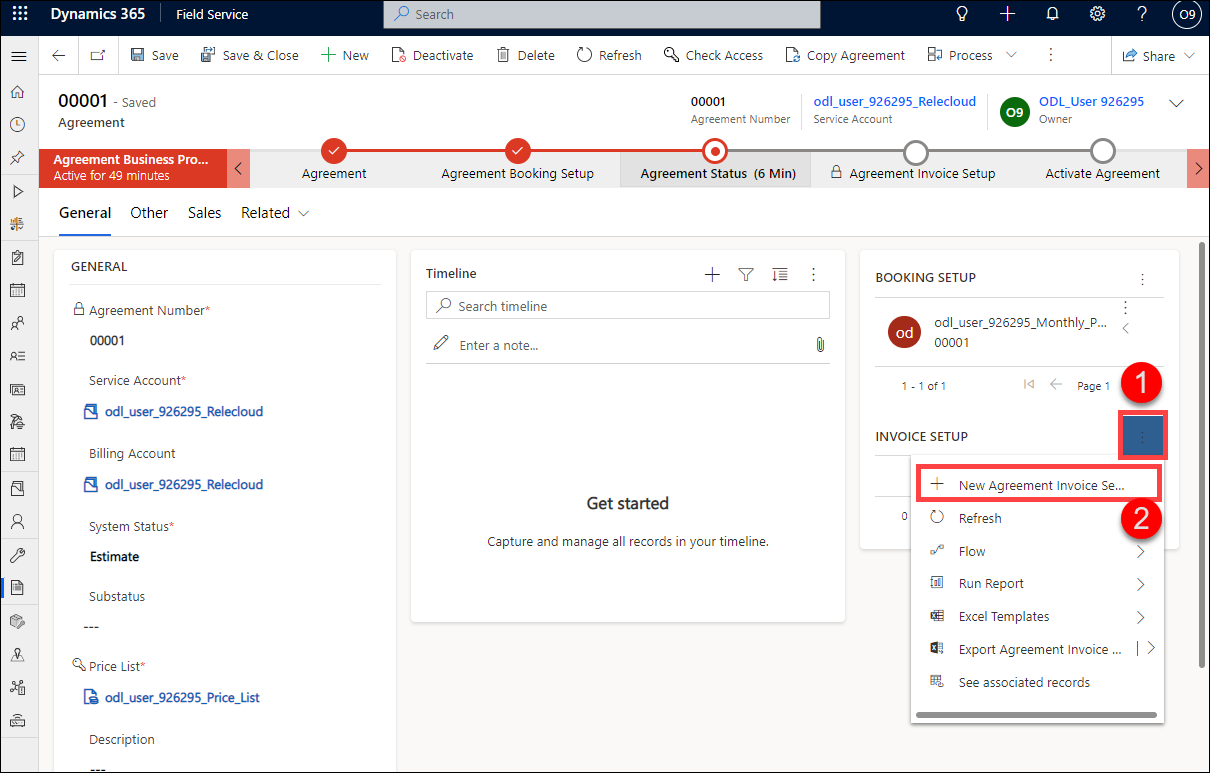 Dynamics 365
Field Service
Search
O9
Save
Save & Close
New
Deactivate
Delete
Refresh
Check Access
Copy Agreement
Process
Share
00001 - Saved
Agreement
00001
Agreement Number
odl_user_926295_Relecloud
Service Account
O9
ODL_User 926295
Owner
Agreement Business Pro...
Active for 49 minutes
Agreement
Agreement Booking Setup
Agreement Status (6 Min)
Agreement Invoice Setup
Activate Agreement
General
Other
Sales
Related
GENERAL
Agreement Number*
00001
Service Account*
odl_user_926295_Relecloud
Billing Account
odl_user_926295_Relecloud
System Status*
Estimate
Substatus
---
Price List*
odl_user_926295_Price_List
Description
---
Timeline
Search timeline
Enter a note...
Get started
Capture and manage all records in your timeline.
BOOKING SETUP
od
odl_user_926295_Monthly_P...
00001
1 - 1 of 1
Page 1
1
INVOICE SETUP
0
New Agreement Invoice Se...
2
Refresh
Flow
Run Report
Excel Templates
Export Agreement Invoice ...
See associated records